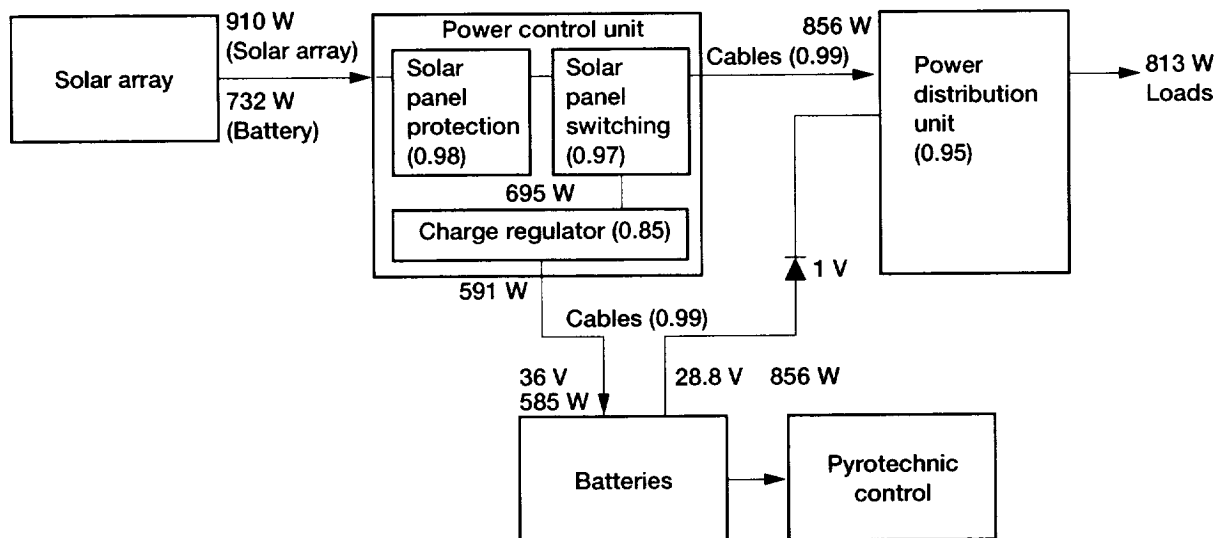 910 W
(Solar array)
Solar array
732 W
(Battery)
Power control unit
Solar
panel
protection
(0.98)
Solar
panel
switching
(0.97)
695 W
Charge regulator (0.85)
591 W
856 W
Cables (0.99)
Power
distribution
unit
(0.95)
813 W
Loads
1 V
Cables (0.99)
36 V
585 W
28.8 V 856 W
Batteries
Pyrotechnic
control